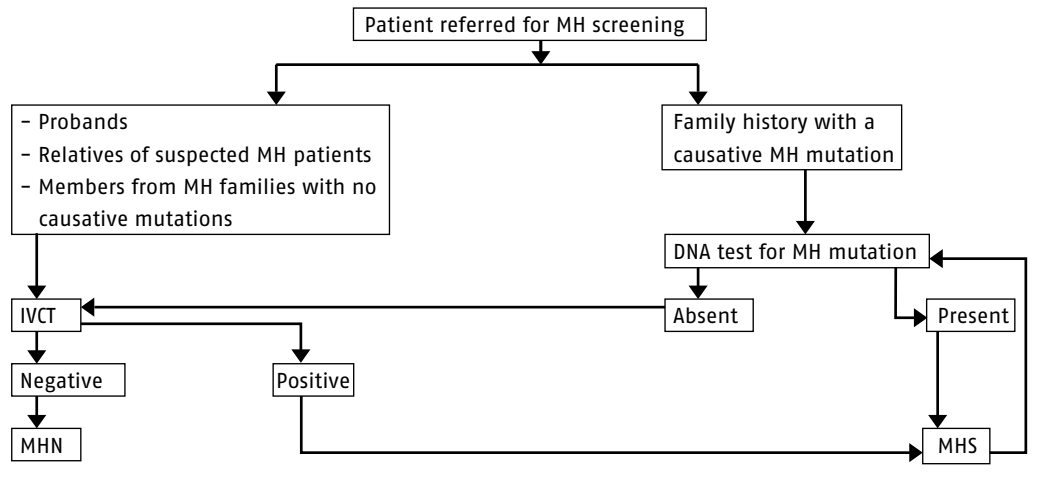 Patient referred for MH screening
– Probands
– Relatives of suspected MH patients
– Members from MH families with no
causative mutations
Family history with a
causative MH mutation
DNA test for MH mutation
IVCT
Absent
Present
Negative
Positive
MHN
MHS